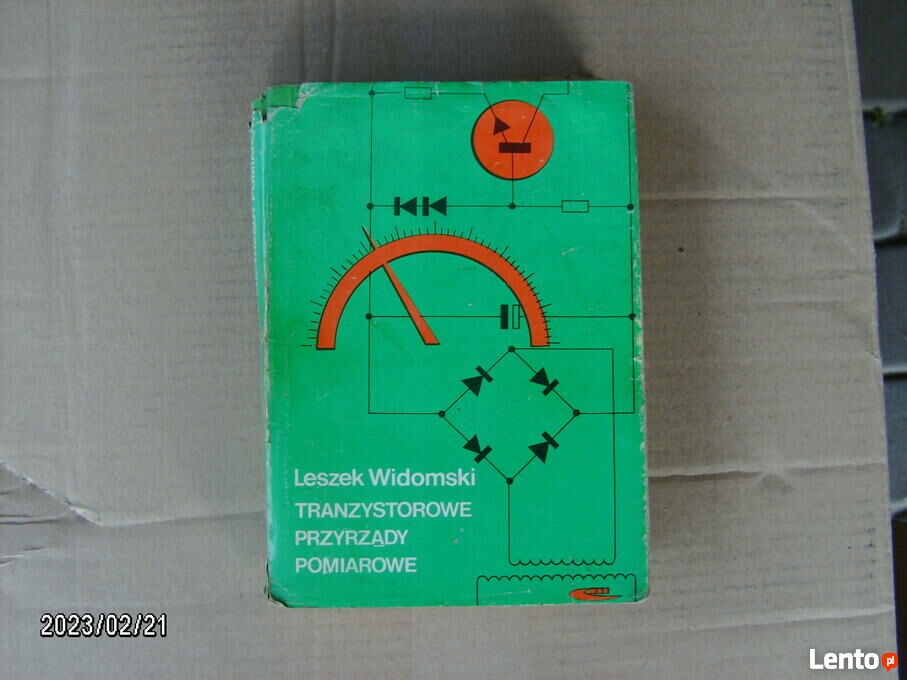 Leszek Widomski
TRANZYSTOROWE
PRZYRZĄDY
POMIAROWE
2023/02/21
Lento pl